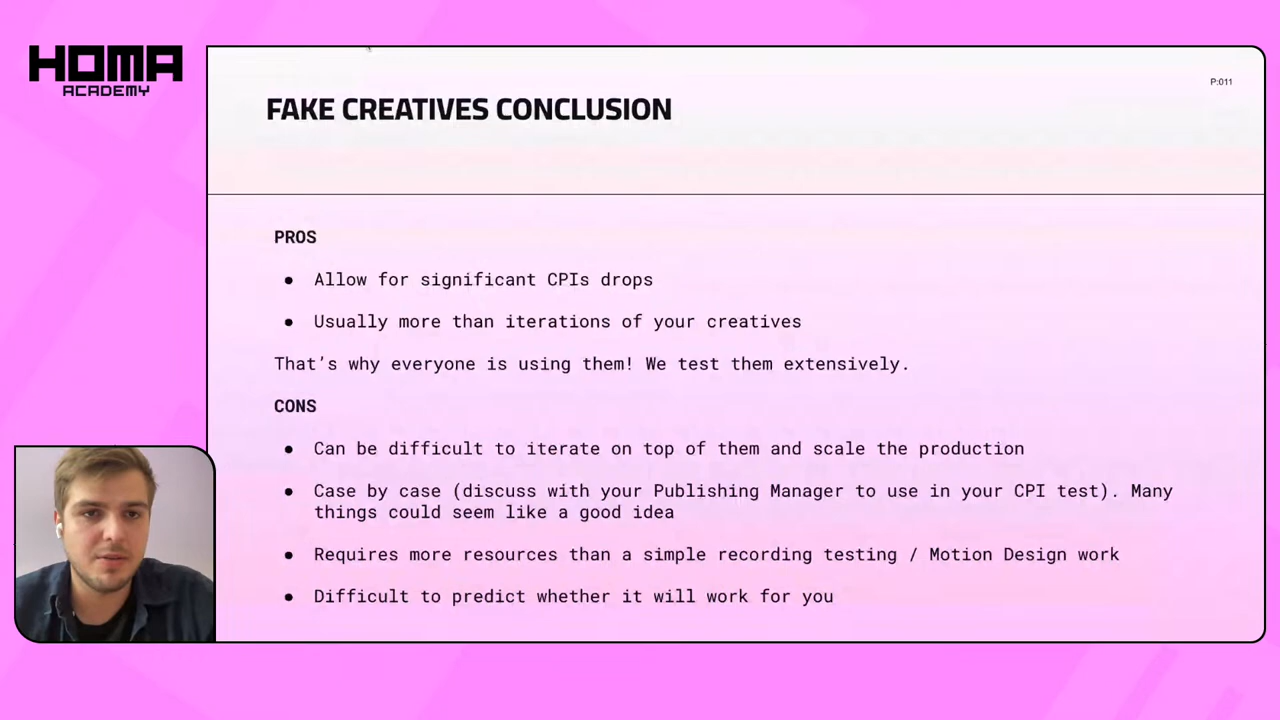 HOMA
ACADEMY
P:011
FAKE CREATIVES CONCLUSION
PROS
● Allow for significant CPIs drops
● Usually more than iterations of your creatives
That’s why everyone is using them! We test them extensively.
CONS
● Can be difficult to iterate on top of them and scale the production
● Case by case (discuss with your Publishing Manager to use in your CPI test). Many
things could seem like a good idea
● Requires more resources than a simple recording testing / Motion Design work
● Difficult to predict whether it will work for you